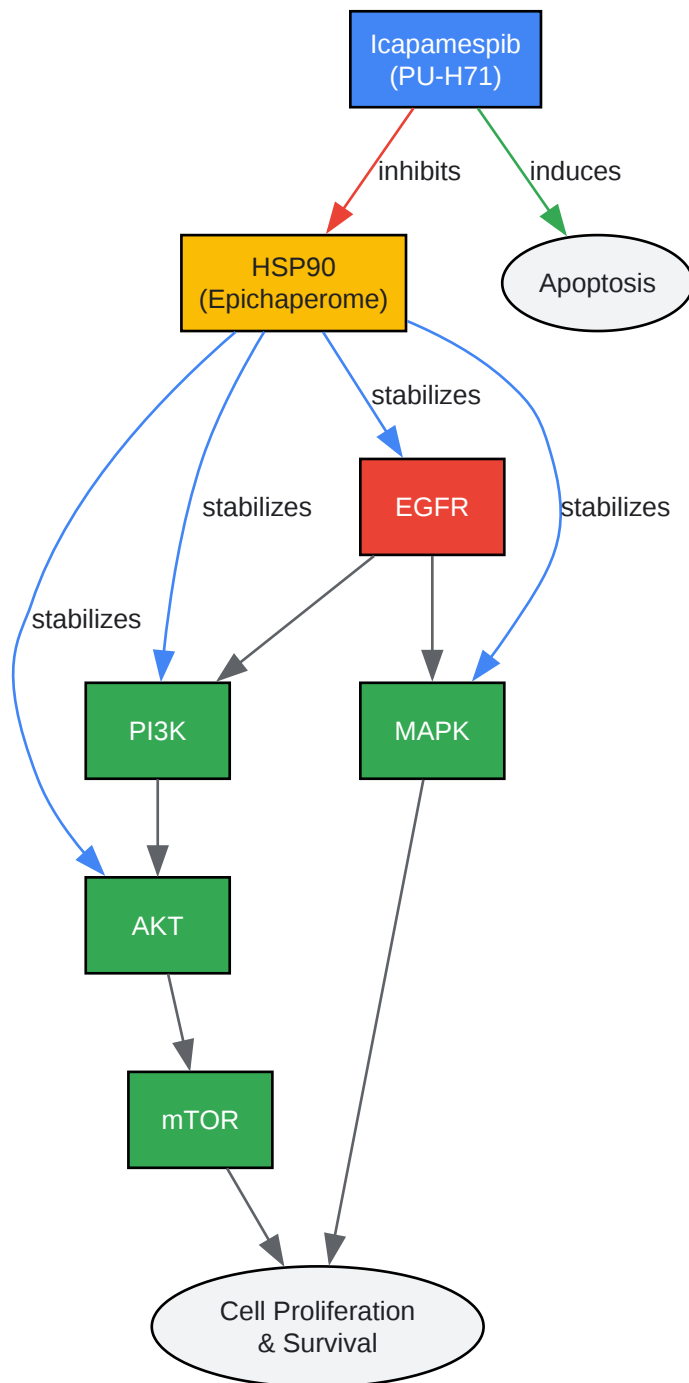 Icapamespib
(PU-H71)
inhibits
induces
HSP90
(Epichaperome)
Apoptosis
stabilizes
EGFR
stabilizes
stabilizes
stabilizes
PI3K
MAPK
AKT
mTOR
Cell Proliferation
& Survival